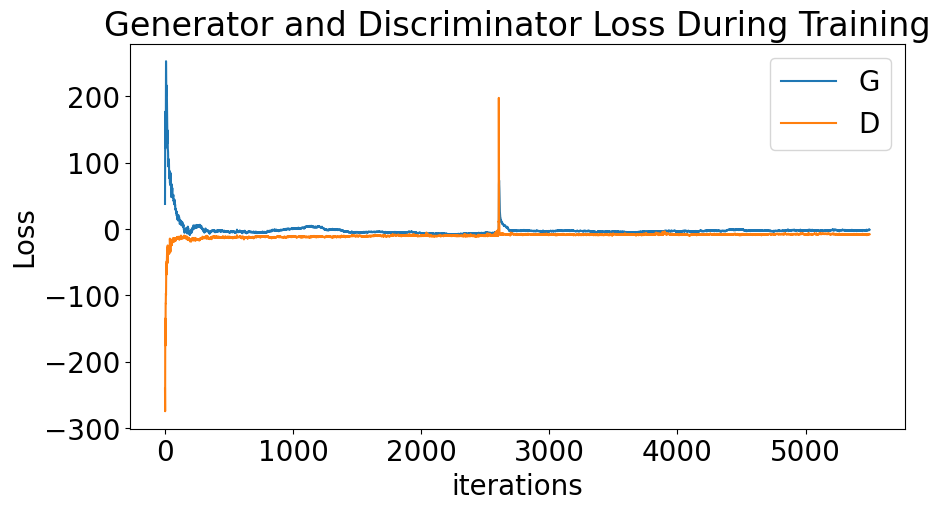 Generator and Discriminator Loss During Training
G
D
Loss
200
100
0
−100
−200
−300
0 1000 2000 3000 4000 5000
iterations